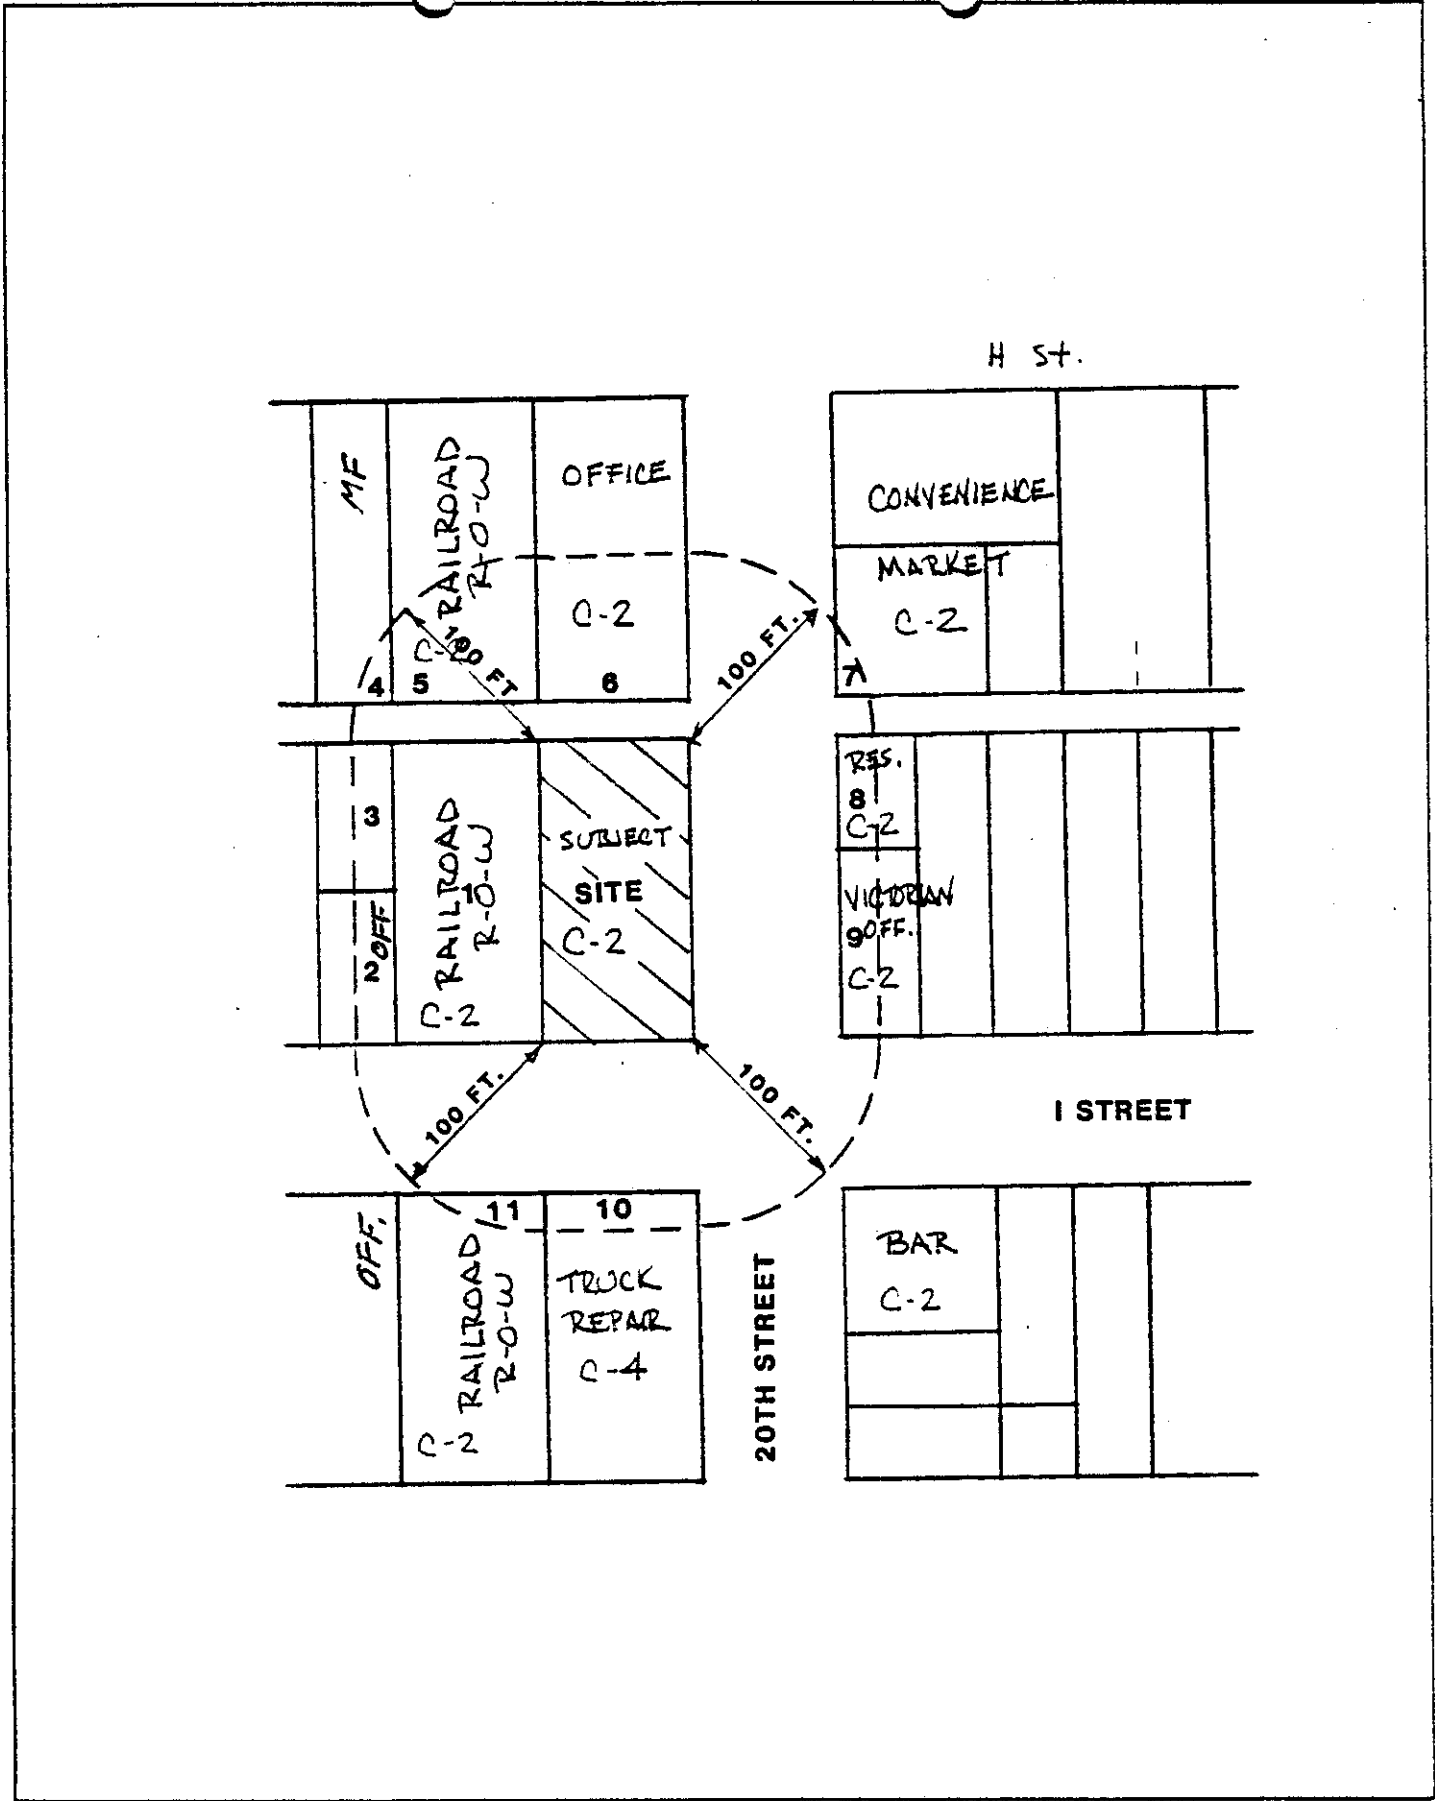 H St.
MF
RAILROAD
R-O-W
C-2
OFFICE
C-2
CONVENIENCE
MARKET
C-2
100 FT
100 FT.
4
5
6
7
3
2
OFF
RAILROAD
R-O-W
1
C-2
SUBJECT
SITE
C-2
RES.
8
C-2
VICTORIAN
9 OFF.
C-2
100 FT.
100 FT.
I STREET
OFF.
11
RAILROAD
R-O-W
C-2
10
TRUCK
REPAIR
C-4
20TH STREET
BAR
C-2